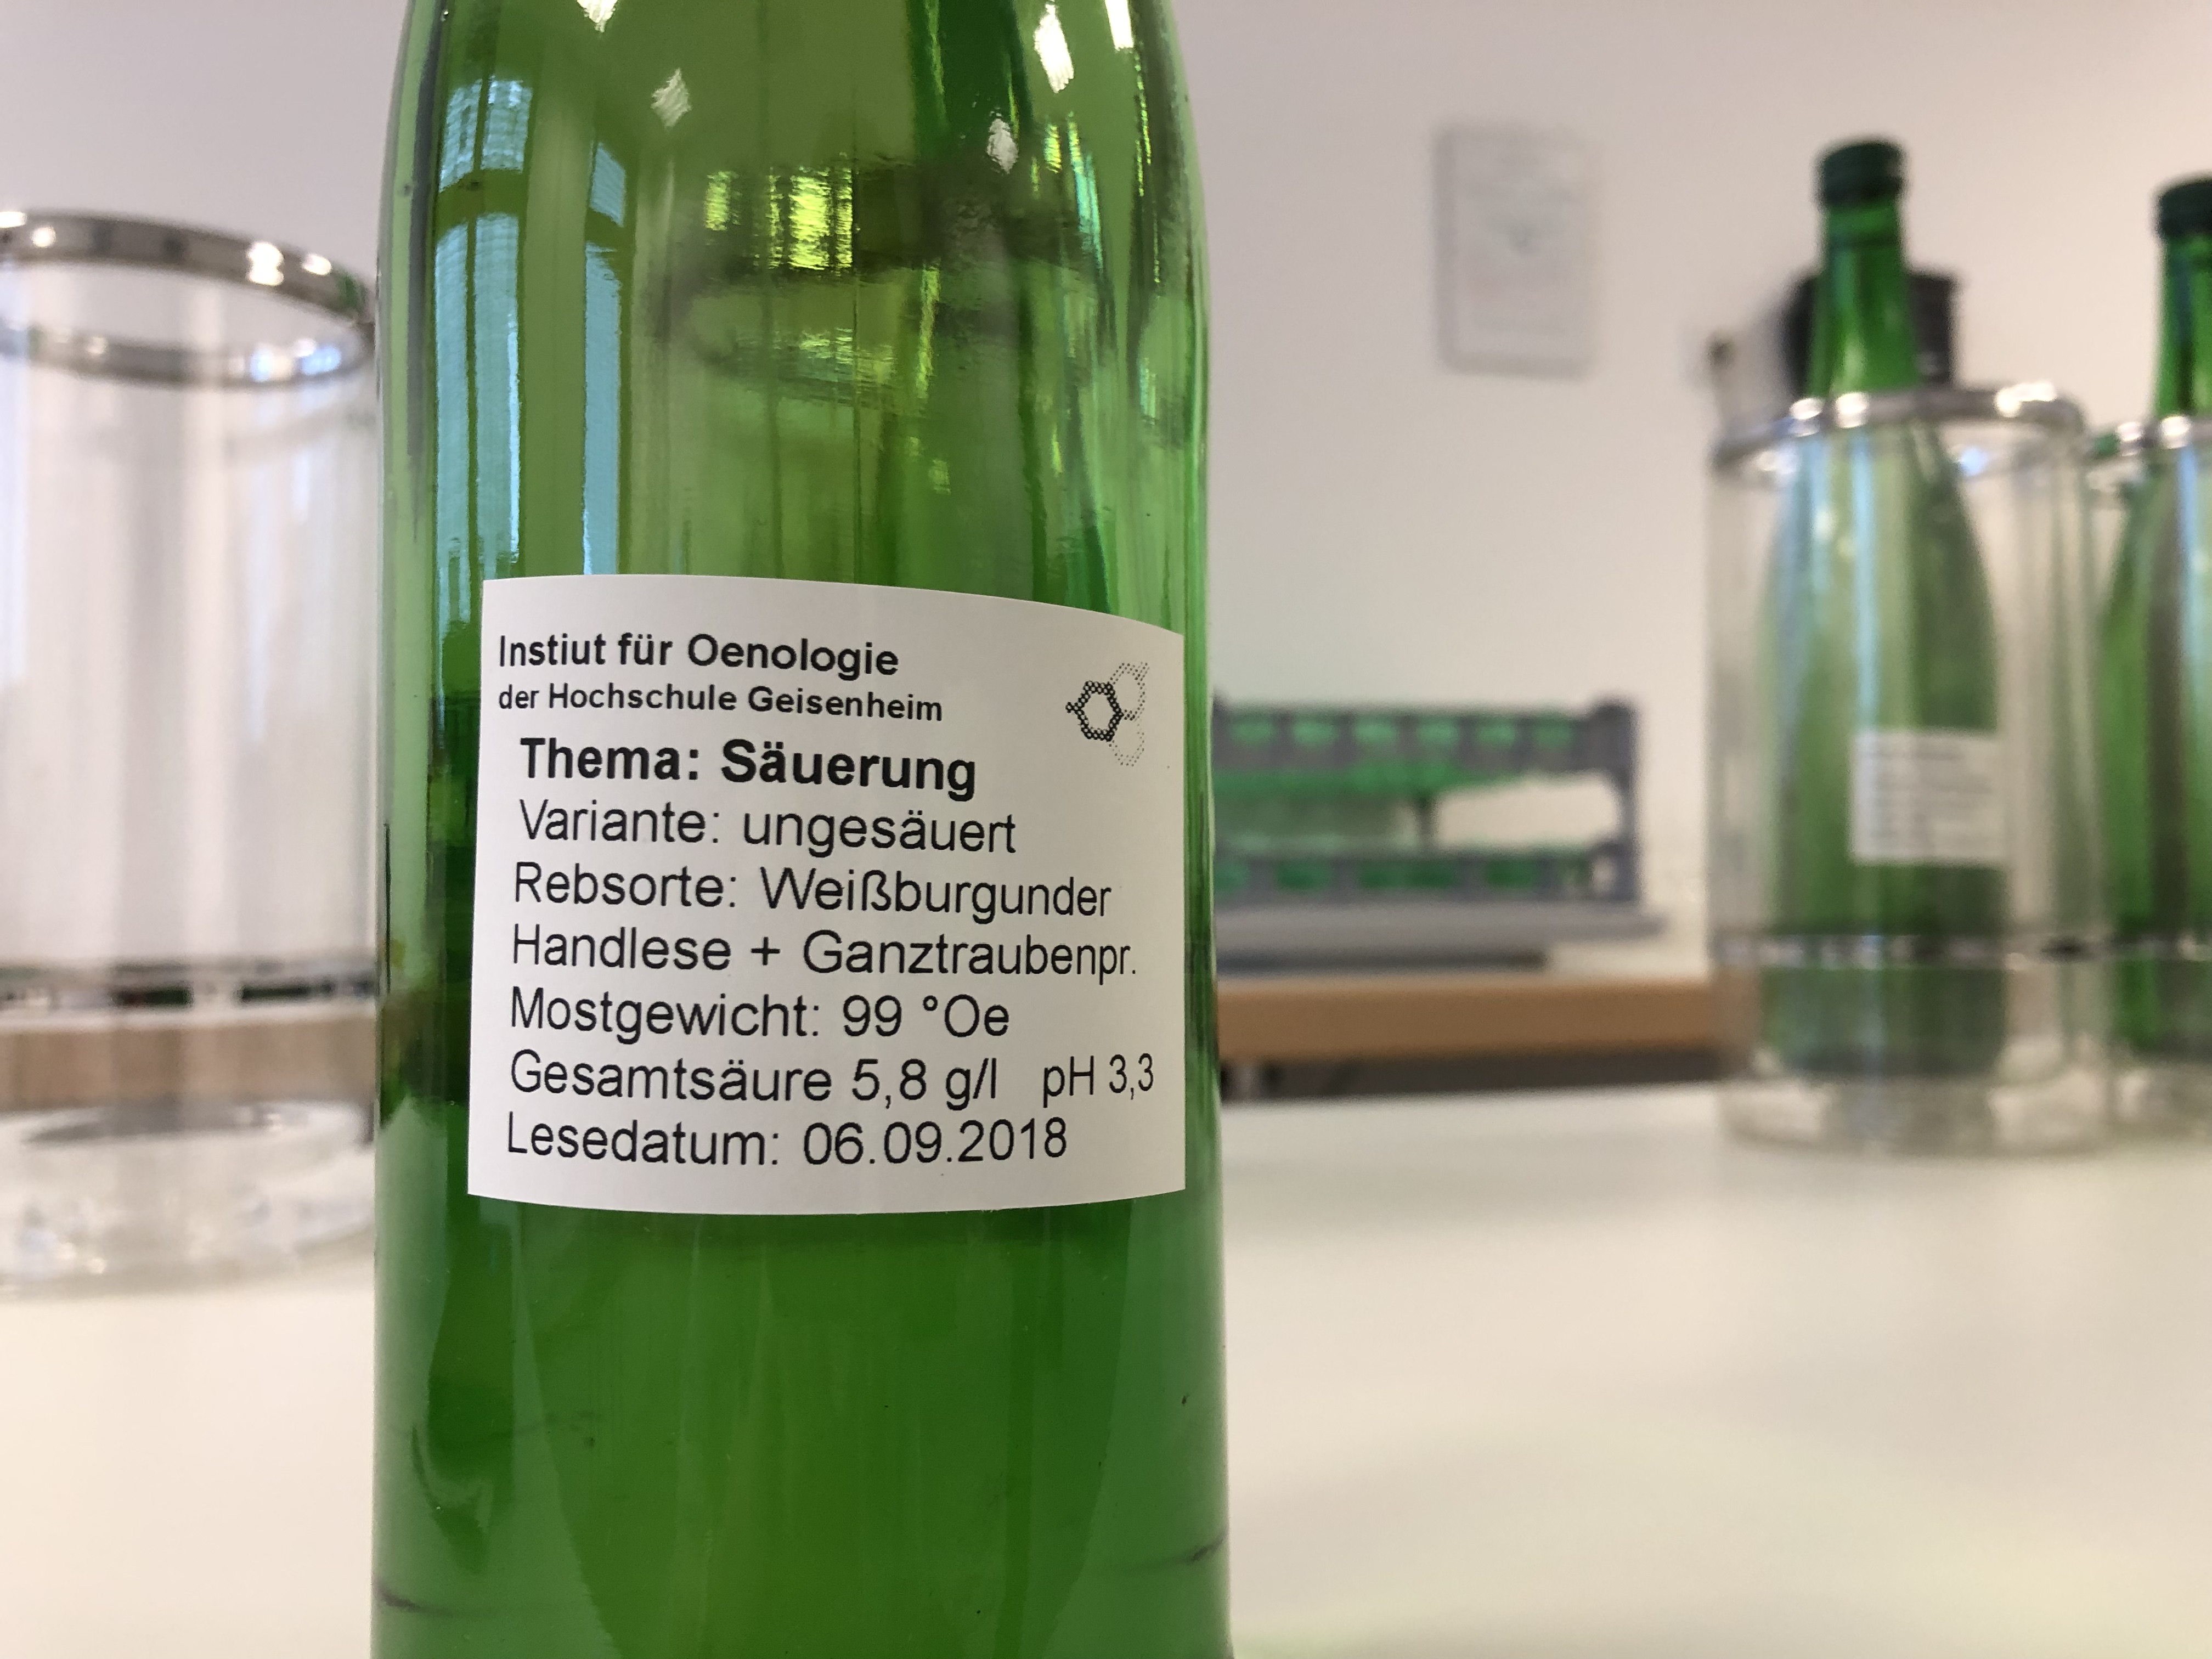 Instiut für Oenologie
der Hochschule Geisenheim
Thema: Säuerung
Variante: ungesäuert
Rebsorte: Weißburgunder
Handlese + Ganztraubenpr.
Mostgewicht: 99 °Oe
Gesamtsäure 5,8 g/l pH 3,3
Lesedatum: 06.09.2018